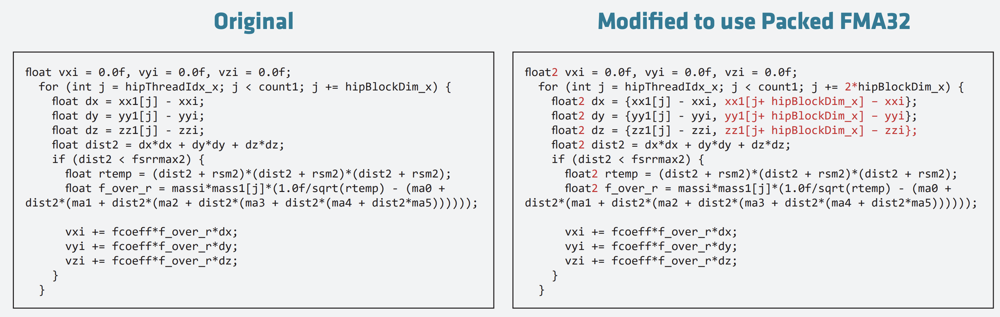 Original
float vxi = 0.0f, vyi = 0.0f, vzi = 0.0f;
for (int j = hipThreadIdx_x; j < count1; j += hipBlockDim_x) {
float dx = xx1[j] - xxi;
float dy = yy1[j] - yyi;
float dz = zz1[j] - zzi;
float dist2 = dx*dx + dy*dy + dz*dz;
if (dist2 < fsrrmax2) {
float rtemp = (dist2 + rsm2)*(dist2 + rsm2)*(dist2 + rsm2);
float f_over_r = massi*mass1[j]*(1.0f/sqrt(rtemp) - (ma0 +
dist2*(ma1 + dist2*(ma2 + dist2*(ma3 + dist2*(ma4 + dist2*ma5))))));
vxi += fcoeff*f_over_r*dx;
vyi += fcoeff*f_over_r*dy;
vzi += fcoeff*f_over_r*dz;
}
}
Modified to use Packed FMA32
float2 vxi = 0.0f, vyi = 0.0f, vzi = 0.0f;
for (int j = hipThreadIdx_x; j < count1; j += 2*hipBlockDim_x) {
float2 dx = {xx1[j] - xxi, xx1[j+ hipBlockDim_x] – xxi};
float2 dy = {yy1[j] - yyi, yy1[j+ hipBlockDim_x] – yyi};
float2 dz = {zz1[j] - zzi, zz1[j+ hipBlockDim_x] – zzi};
float2 dist2 = dx*dx + dy*dy + dz*dz;
if (dist2 < fsrrmax2) {
float2 rtemp = (dist2 + rsm2)*(dist2 + rsm2)*(dist2 + rsm2);
float2 f_over_r = massi*mass1[j]*(1.0f/sqrt(rtemp) - (ma0 +
dist2*(ma1 + dist2*(ma2 + dist2*(ma3 + dist2*(ma4 + dist2*ma5))))));
vxi += fcoeff*f_over_r*dx;
vyi += fcoeff*f_over_r*dy;
vzi += fcoeff*f_over_r*dz;
}
}